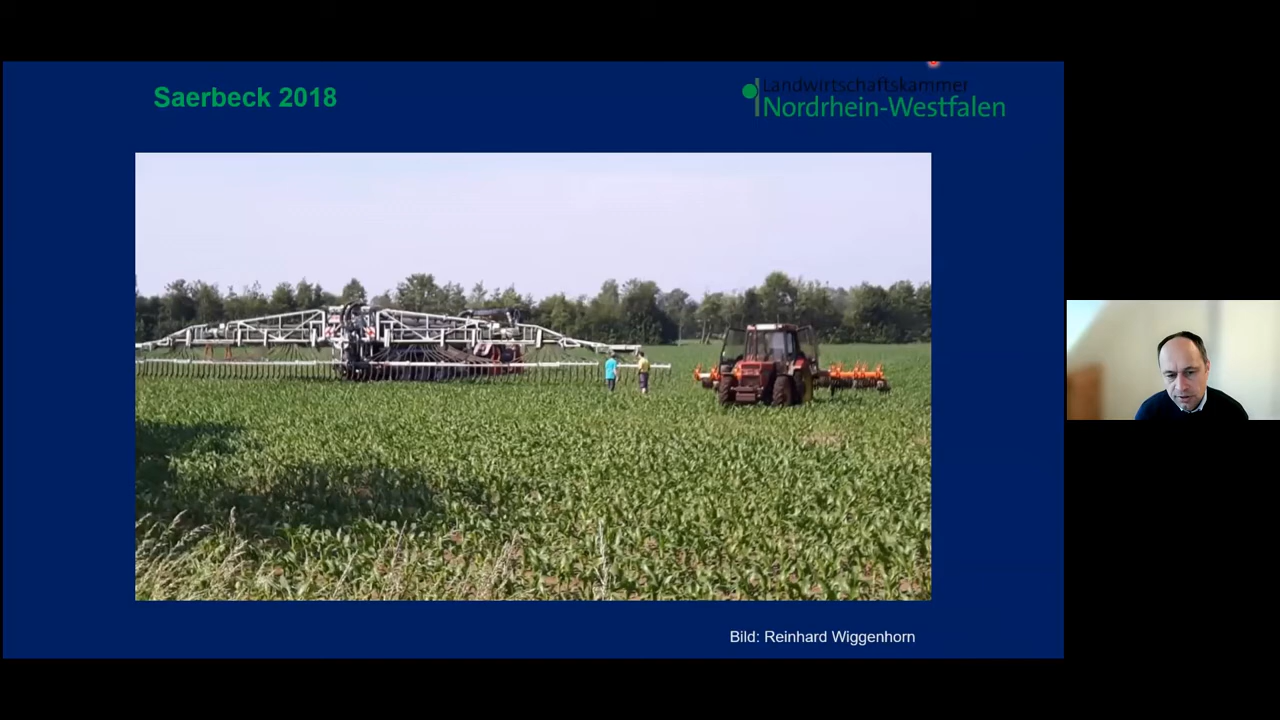 Saerbeck 2018
Landwirtschaftskammer
Nordrhein-Westfalen
Bild: Reinhard Wiggenhorn